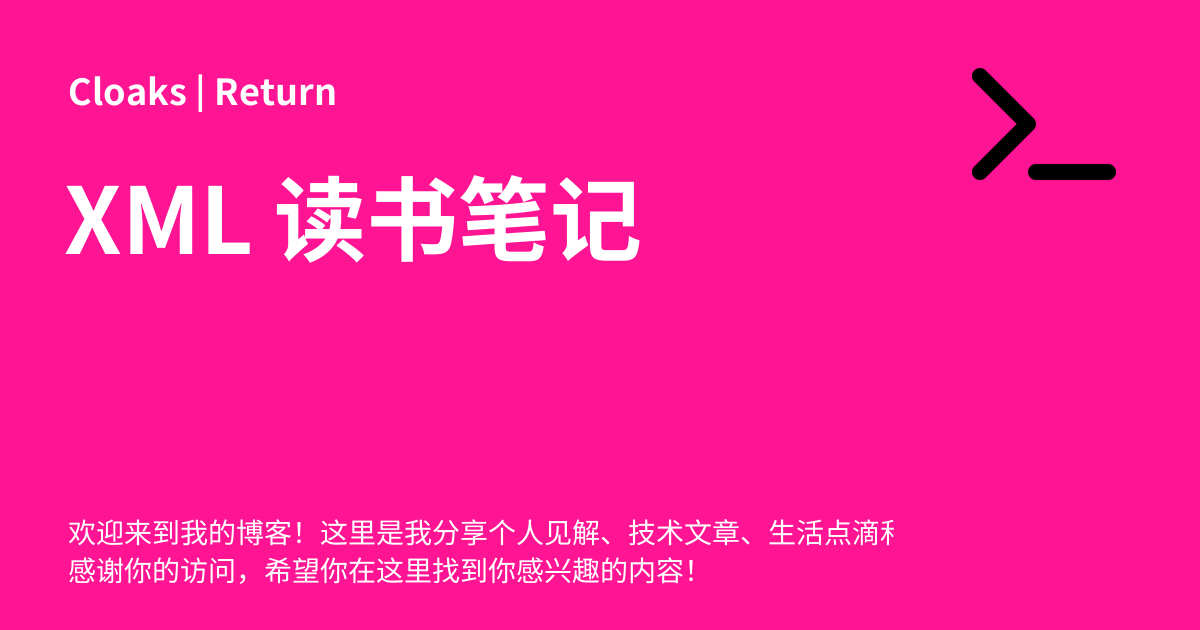 Cloaks | Return
XML 读书笔记
欢迎来到我的博客！这里是我分享个人见解、技术文章、生活点滴
感谢你的访问，希望你在这里找到你感兴趣的内容！